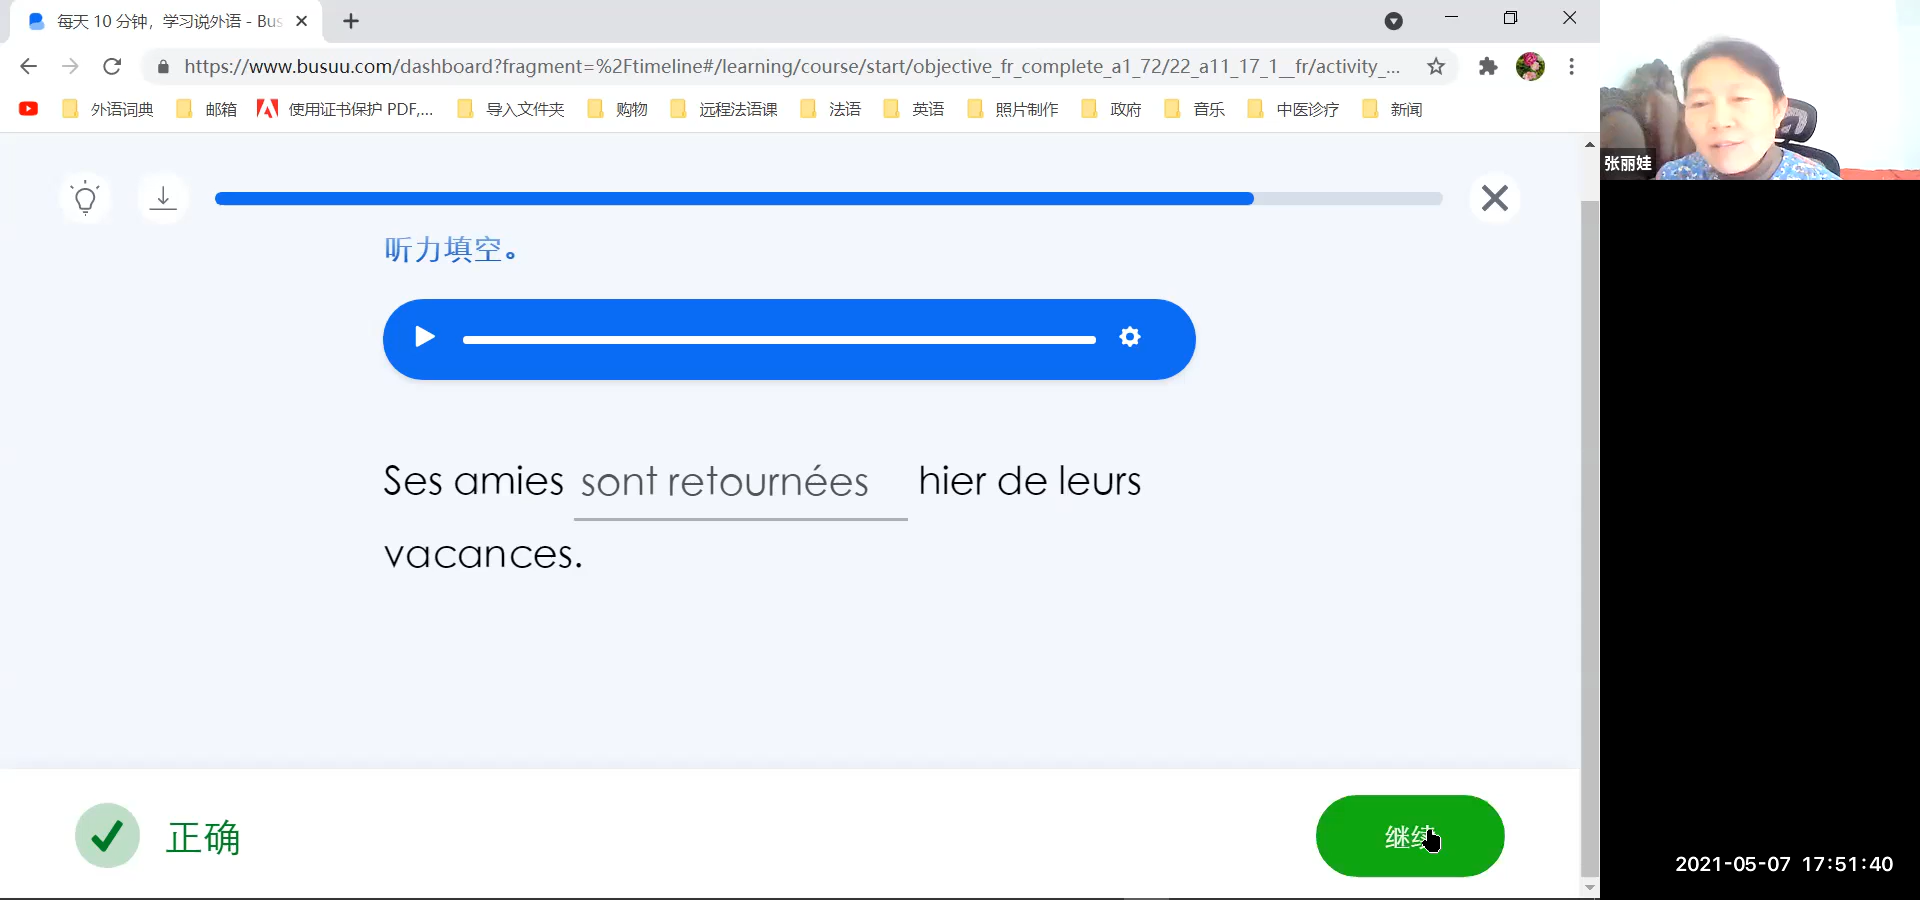 每天 10 分钟，学习说外语 - Bus
https://www.busuu.com/dashboard?fragment=%2Ftimeline#/learning/course/start/objective_fr_complete_a1_72/22_a11_17_1__fr/activity_...
外语词典 邮箱 使用证书保护 PDF,... 导入文件夹 购物 远程法语课 法语 英语 照片制作 政府 音乐 中医诊疗 新闻
张丽娃
听力填空。
Ses amies sont retournées hier de leurs
vacances.
正确
继续
2021-05-07 17:51:40